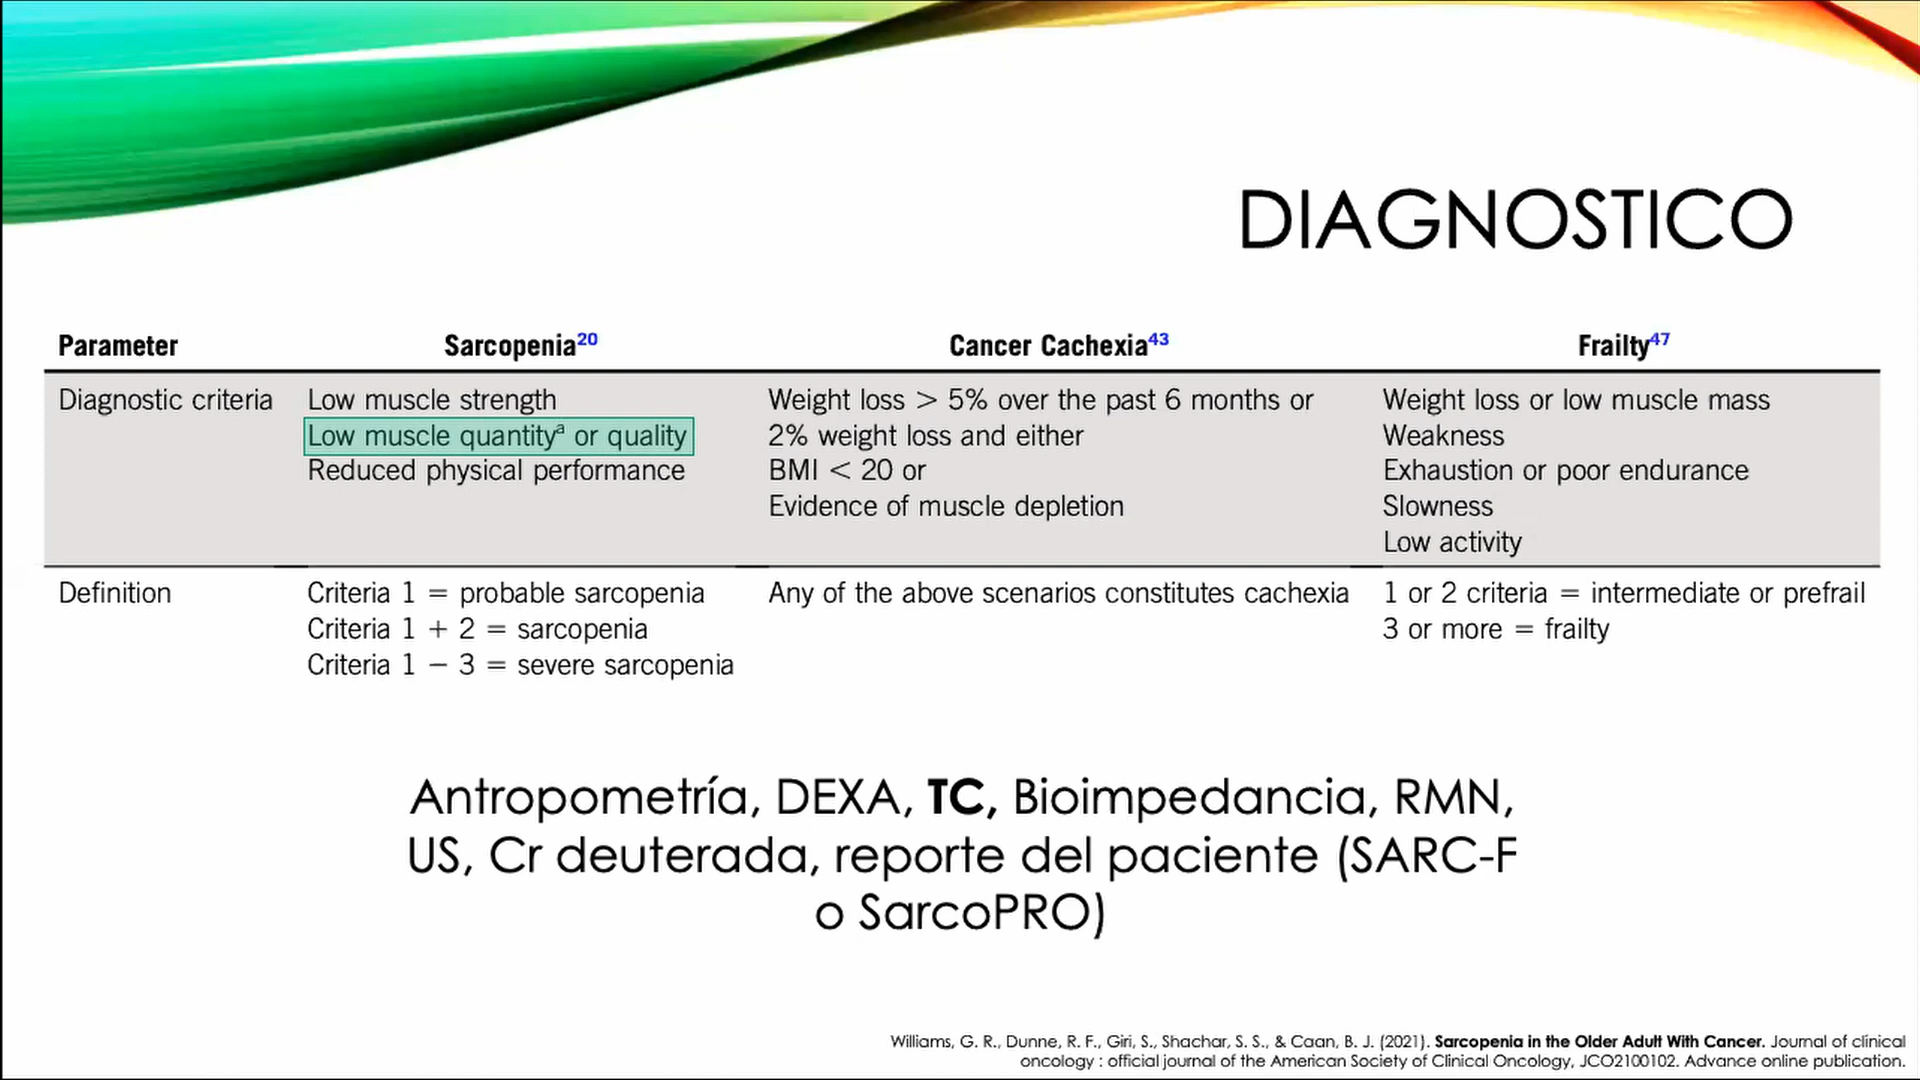 DIAGNOSTICO
Parameter Sarcopenia20 Cancer Cachexia43 Frailty47
Diagnostic criteria Low muscle strength Weight loss > 5% over the past 6 months or Weight loss or low muscle mass
Low muscle quantitya or quality 2% weight loss and either Weakness
Reduced physical performance BMI < 20 or Exhaustion or poor endurance
Evidence of muscle depletion Slowness
Low activity
Definition Criteria 1 = probable sarcopenia Any of the above scenarios constitutes cachexia 1 or 2 criteria = intermediate or prefrail
Criteria 1 + 2 = sarcopenia 3 or more = frailty
Criteria 1 − 3 = severe sarcopenia
Antropometría, DEXA, TC, Bioimpedancia, RMN,
US, Cr deuterada, reporte del paciente (SARC-F
o SarcoPRO)
Williams, G. R., Dunne, R. F., Giri, S., Shachar, S. S., & Caan, B. J. (2021). Sarcopenia in the Older Adult With Cancer. Journal of clinical
oncology : official journal of the American Society of Clinical Oncology, JCO2100102. Advance online publication.